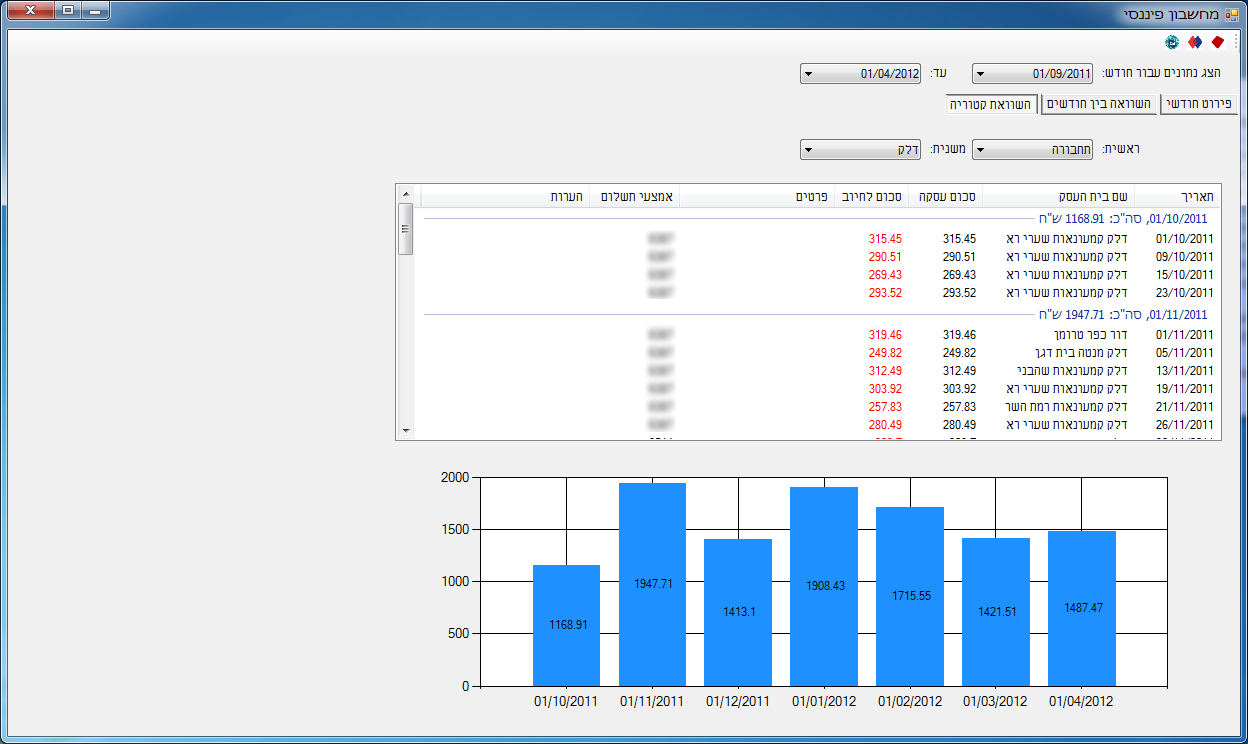 מחשבון פיננסי
הצג נתונים עבור חודש: 01/09/2011 עד: 01/04/2012
פירוט חודשי השוואה בין חודשים השוואת קטגוריה
ראשית: תחבורה משנית: דלק
תאריך שם בית העסק סכום עסקה סכום לחיוב פרטים אמצעי תשלום הערות
01/10/2011, סה"כ: 1168.91 ש"ח
01/10/2011 דלק קמעונאות שערי רא 315.45 315.45
09/10/2011 דלק קמעונאות שערי רא 290.51 290.51
15/10/2011 דלק קמעונאות שערי רא 269.43 269.43
23/10/2011 דלק קמעונאות שערי רא 293.52 293.52
01/11/2011, סה"כ: 1947.71 ש"ח
01/11/2011 דור כפר טרומן 319.46 319.46
05/11/2011 דלק מנטה בית דגן 249.82 249.82
13/11/2011 דלק קמעונאות שהבני 312.49 312.49
19/11/2011 דלק קמעונאות שערי רא 303.92 303.92
21/11/2011 דלק קמעונאות רמת השר 257.83 257.83
26/11/2011 דלק קמעונאות שערי רא 280.49 280.49
2000
1500
1000
500
0
1168.91 1947.71 1413.1 1908.43 1715.55 1421.51 1487.47
01/10/2011 01/11/2011 01/12/2011 01/01/2012 01/02/2012 01/03/2012 01/04/2012